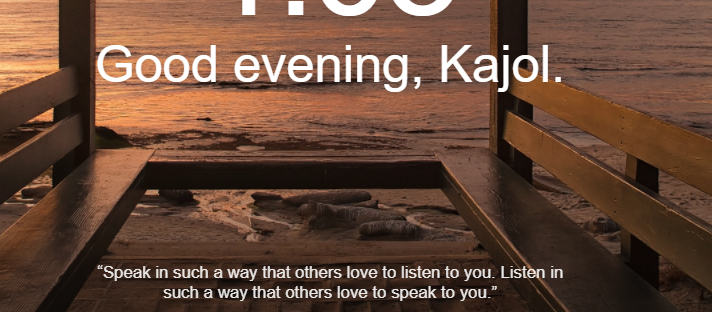 Good evening, Kajol.
“Speak in such a way that others love to listen to you. Listen in
such a way that others love to speak to you.”